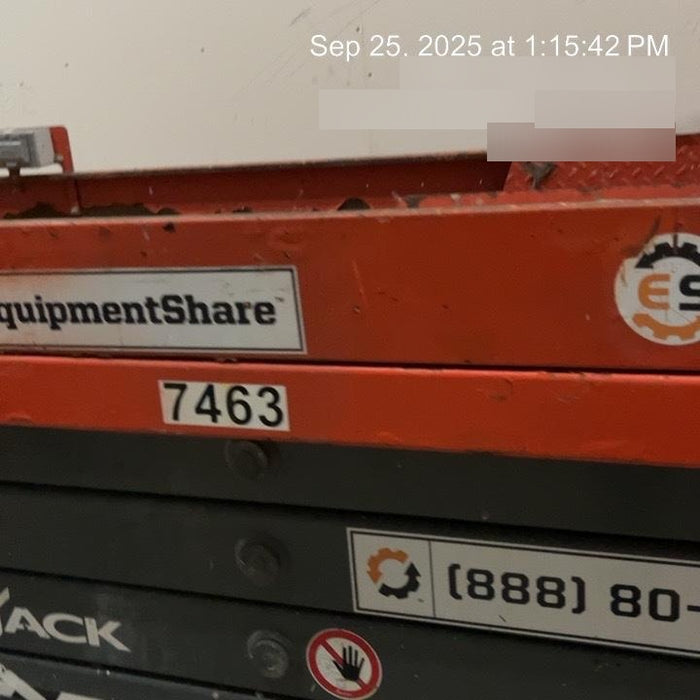 Sep 25. 2025 at 1:15:42 PM
quipmentShare
ES
7463
(888) 80-
ACK